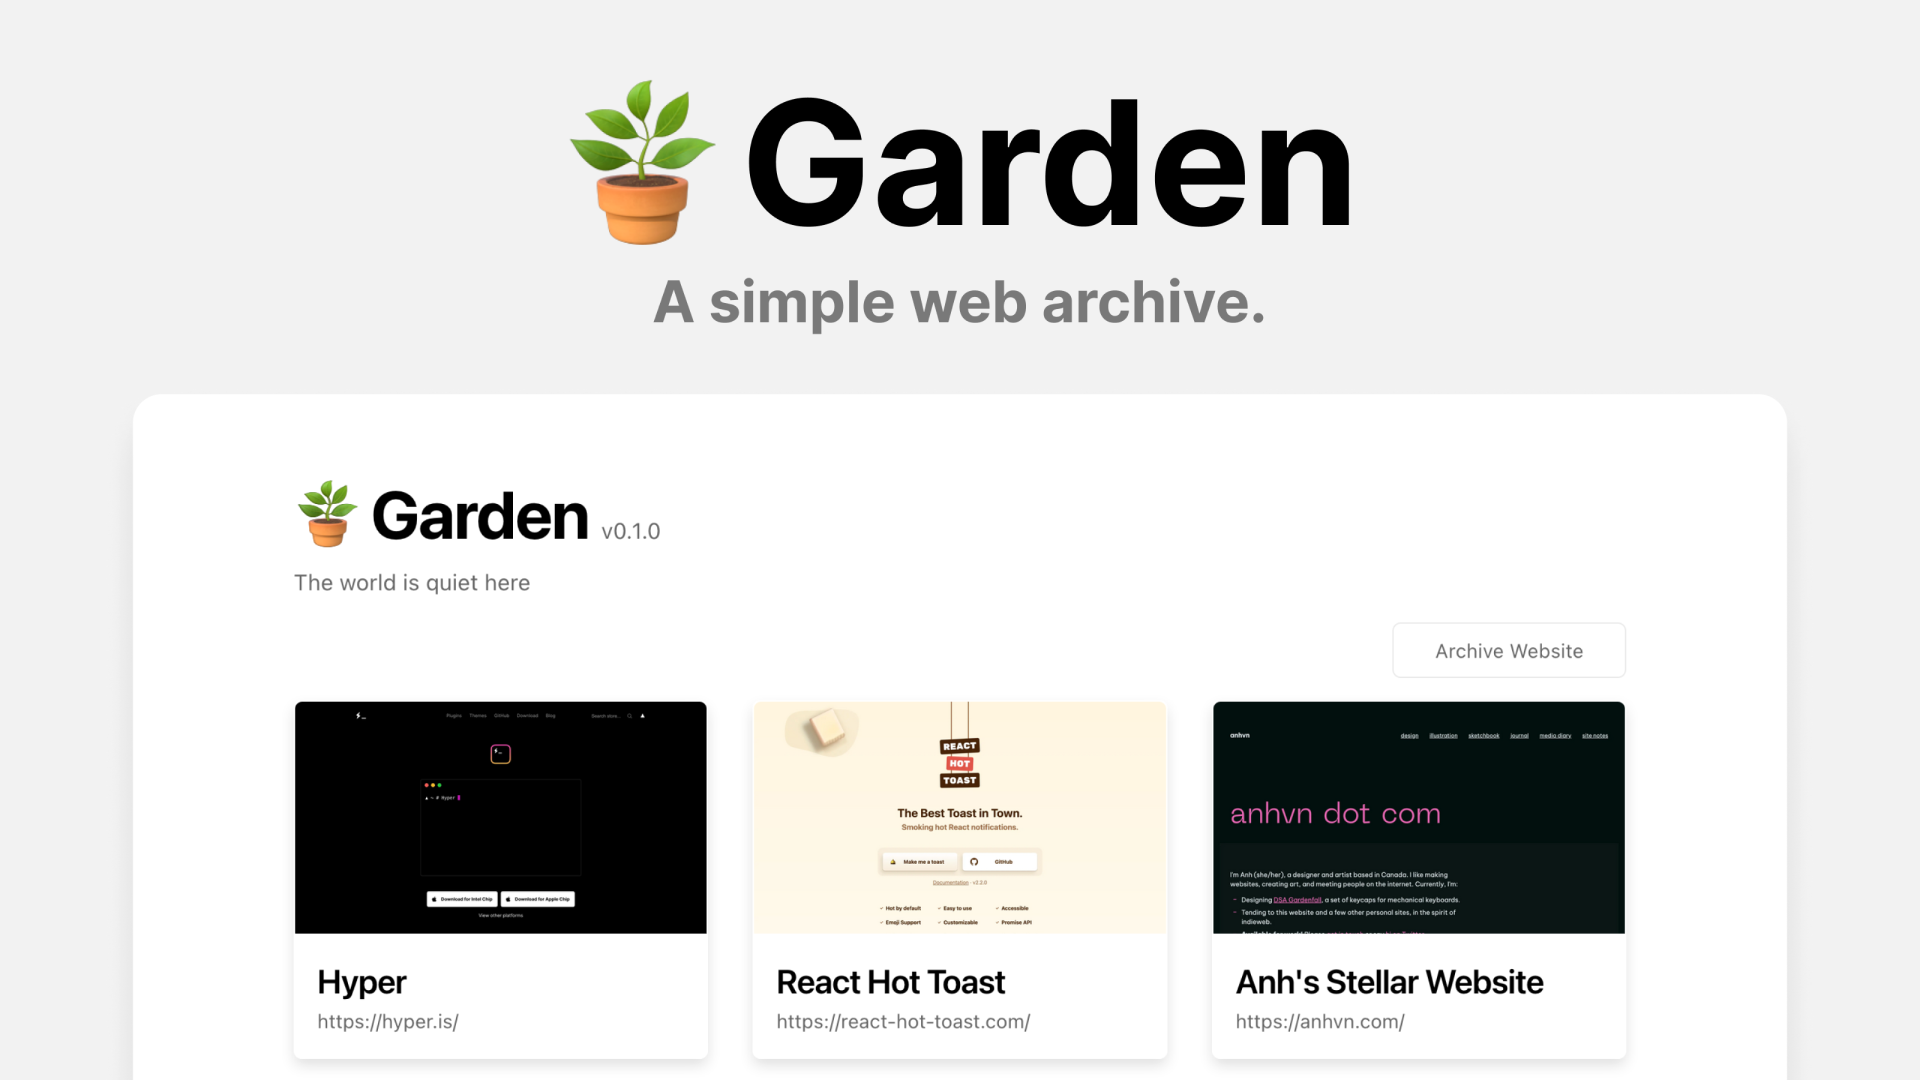 Garden
A simple web archive.
Garden v0.1.0
The world is quiet here
Archive Website
Plugins Themes GitHub Download Blog
Search store...
Hyper
Download for Intel Chip
Download for Apple Chip
View other platforms
Hyper
https://hyper.is/
REACT
HOT
TOAST
The Best Toast in Town.
Smoking hot React notifications.
Make me a toast
GitHub
Documentation · v2.2.0
Hot by default Easy to use Accessible
Emoji Support Customizable Promise API
React Hot Toast
https://react-hot-toast.com/
anhvn
design illustration sketchbook journal media diary site notes
anhvn dot com
I'm Anh (she/her), a designer and artist based in Canada. I like making
websites, creating art, and meeting people on the internet. Currently, I'm:
Designing DSA Gardenfall, a set of keycaps for mechanical keyboards.
Tending to this website and a few other personal sites, in the spirit of
indieweb.
Anh's Stellar Website
https://anhvn.com/